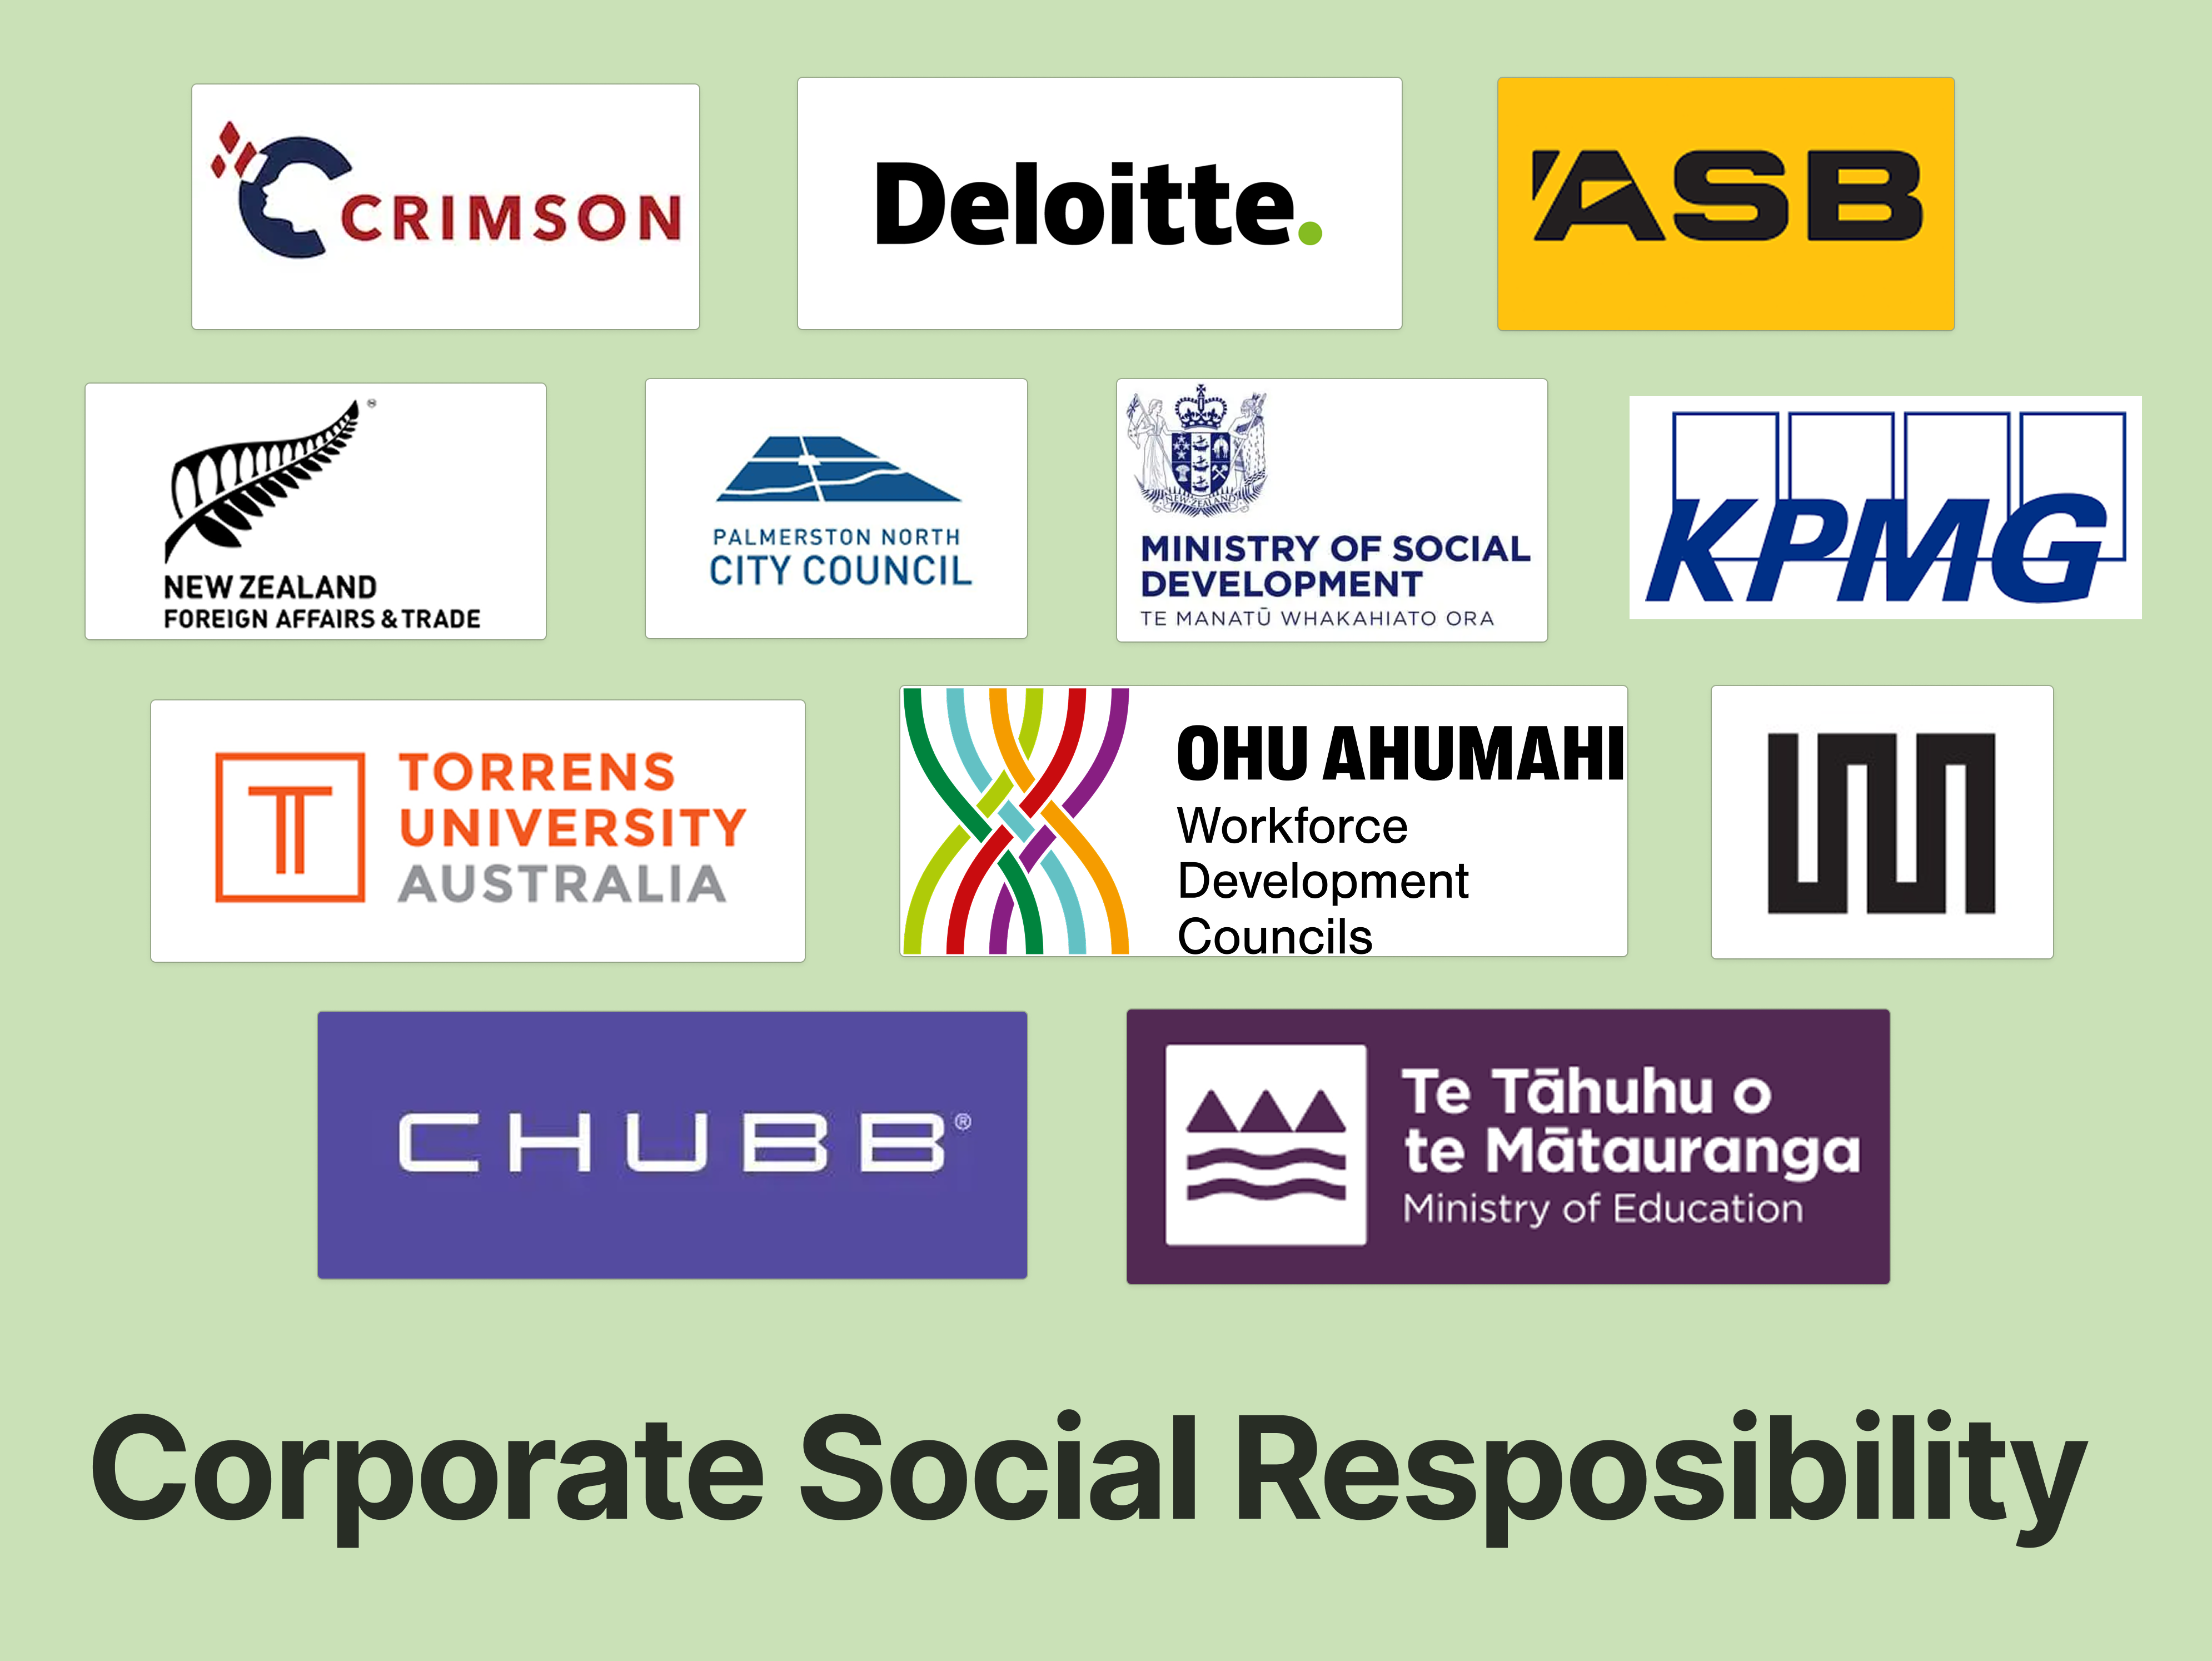 CRIMSON
Deloitte.
ASB
NEW ZEALAND
FOREIGN AFFAIRS & TRADE
PALMERSTON NORTH
CITY COUNCIL
NEW ZEALAND
MINISTRY OF SOCIAL
DEVELOPMENT
TE MANATŪ WHAKAHIATO ORA
KPMG
TORRENS
UNIVERSITY
AUSTRALIA
OHU AHUMAHI
Workforce
Development
Councils
CHUBB®
Te Tāhuhu o
te Mātauranga
Ministry of Education
Corporate Social Resposibility